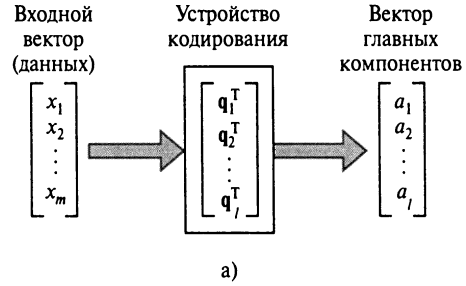 Входной
вектор
(данных)
Устройство
кодирования
Вектор
главных
компонентов
x₁
x₂
⋮
xₘ
q₁ᵀ
q₂ᵀ
⋮
qₗᵀ
a₁
a₂
⋮
aₗ
а)